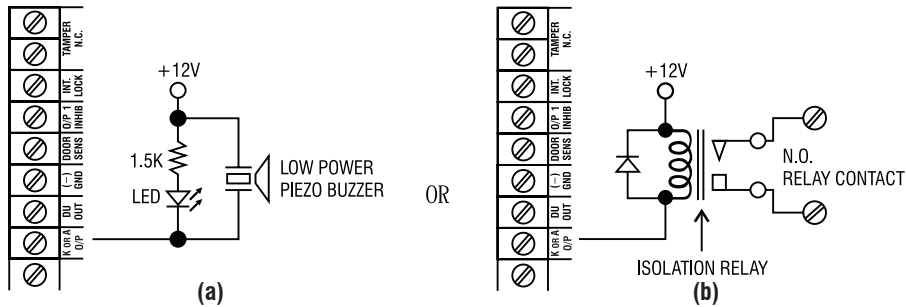 TAMPER
N.C.
INT.
LOCK
O/P 1
INHIB
DOOR
SENS
(–)
GND
DU
OUT
K OR A
O/P
+12V
1.5K
LED
LOW POWER
PIEZO BUZZER
(a)
OR
TAMPER
N.C.
INT.
LOCK
O/P 1
INHIB
DOOR
SENS
(–)
GND
DU
OUT
K OR A
O/P
+12V
N.O.
RELAY CONTACT
ISOLATION RELAY
(b)